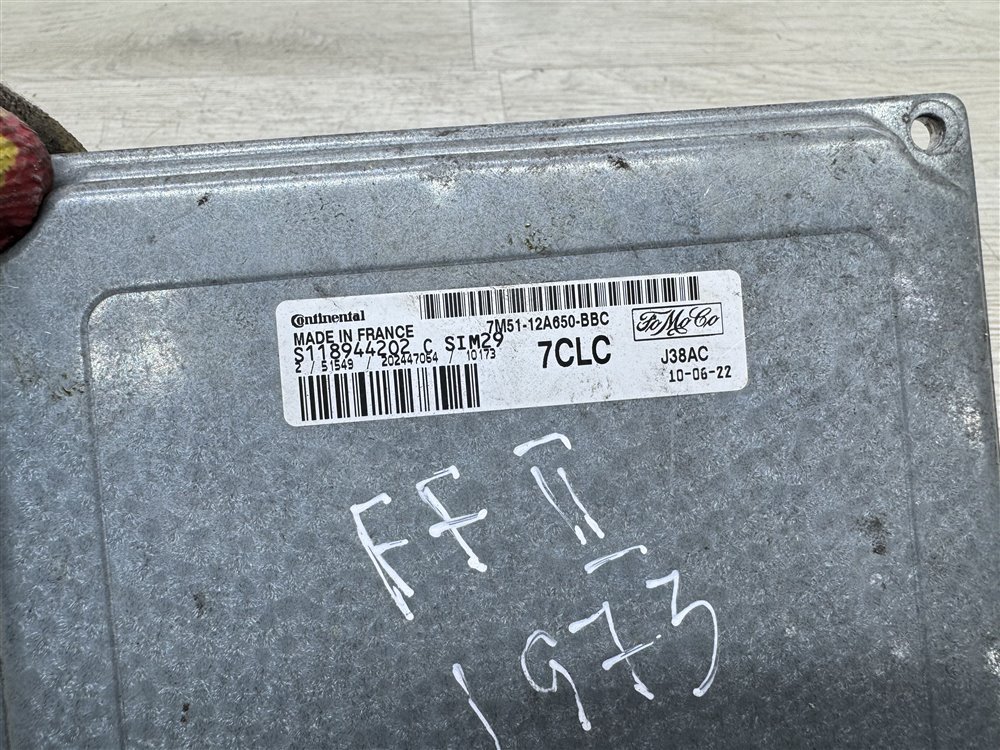 Continental
MADE IN FRANCE
S118944202 C SIM29
2 / 51549 / 202447064 / 10173
7M51-12A650-BBC
7CLC
FoMoCo
J38AC
10-06-22
FF II
1973